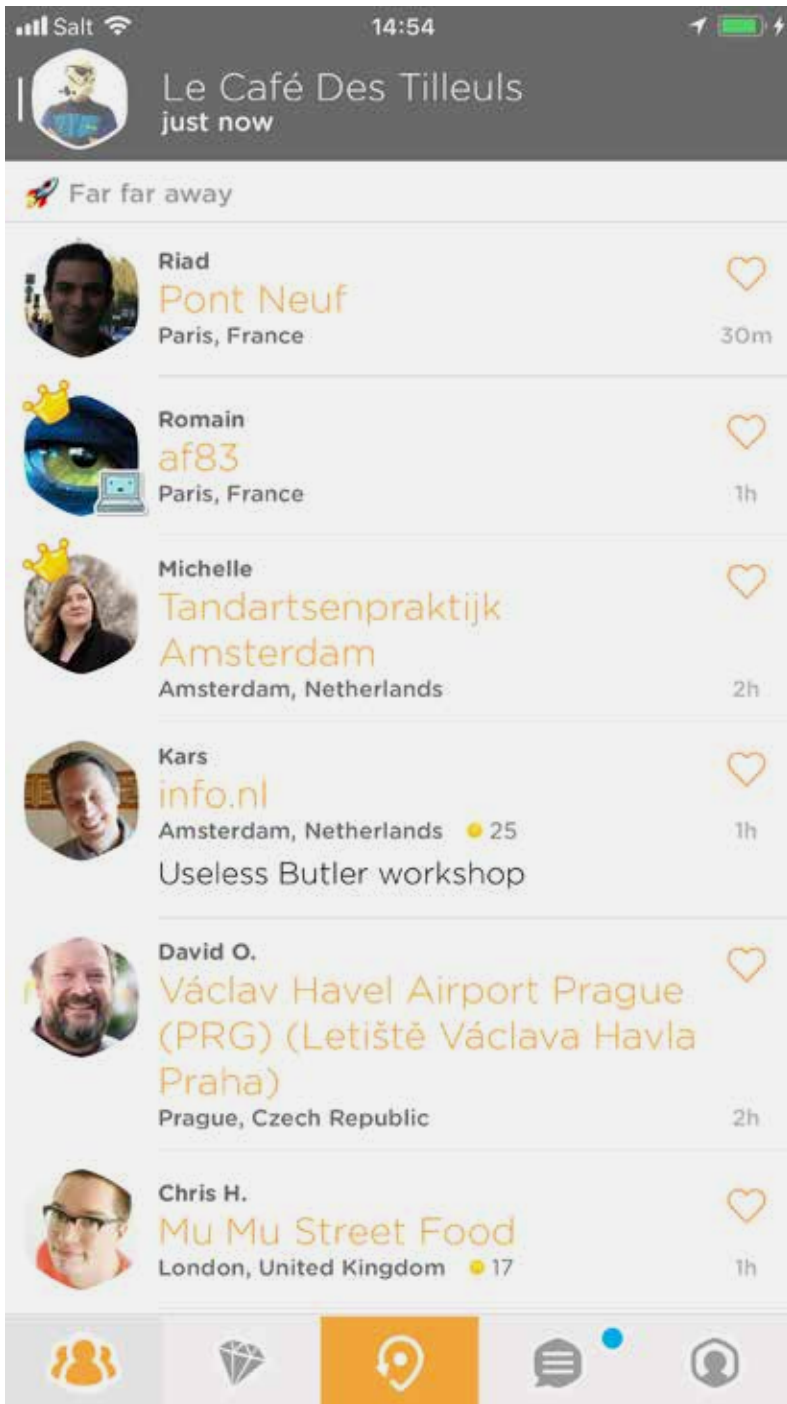 Salt 14:54
Le Café Des Tilleuls
just now
🚀 Far far away
Riad
Pont Neuf
Paris, France
30m
Romain
af83
Paris, France
1h
Michelle
Tandartsenpraktijk
Amsterdam
Amsterdam, Netherlands
2h
Kars
info.nl
Amsterdam, Netherlands 25
1h
Useless Butler workshop
David O.
Václav Havel Airport Prague
(PRG) (Letiště Václava Havla
Praha)
Prague, Czech Republic
2h
Chris H.
Mu Mu Street Food
London, United Kingdom 17
1h